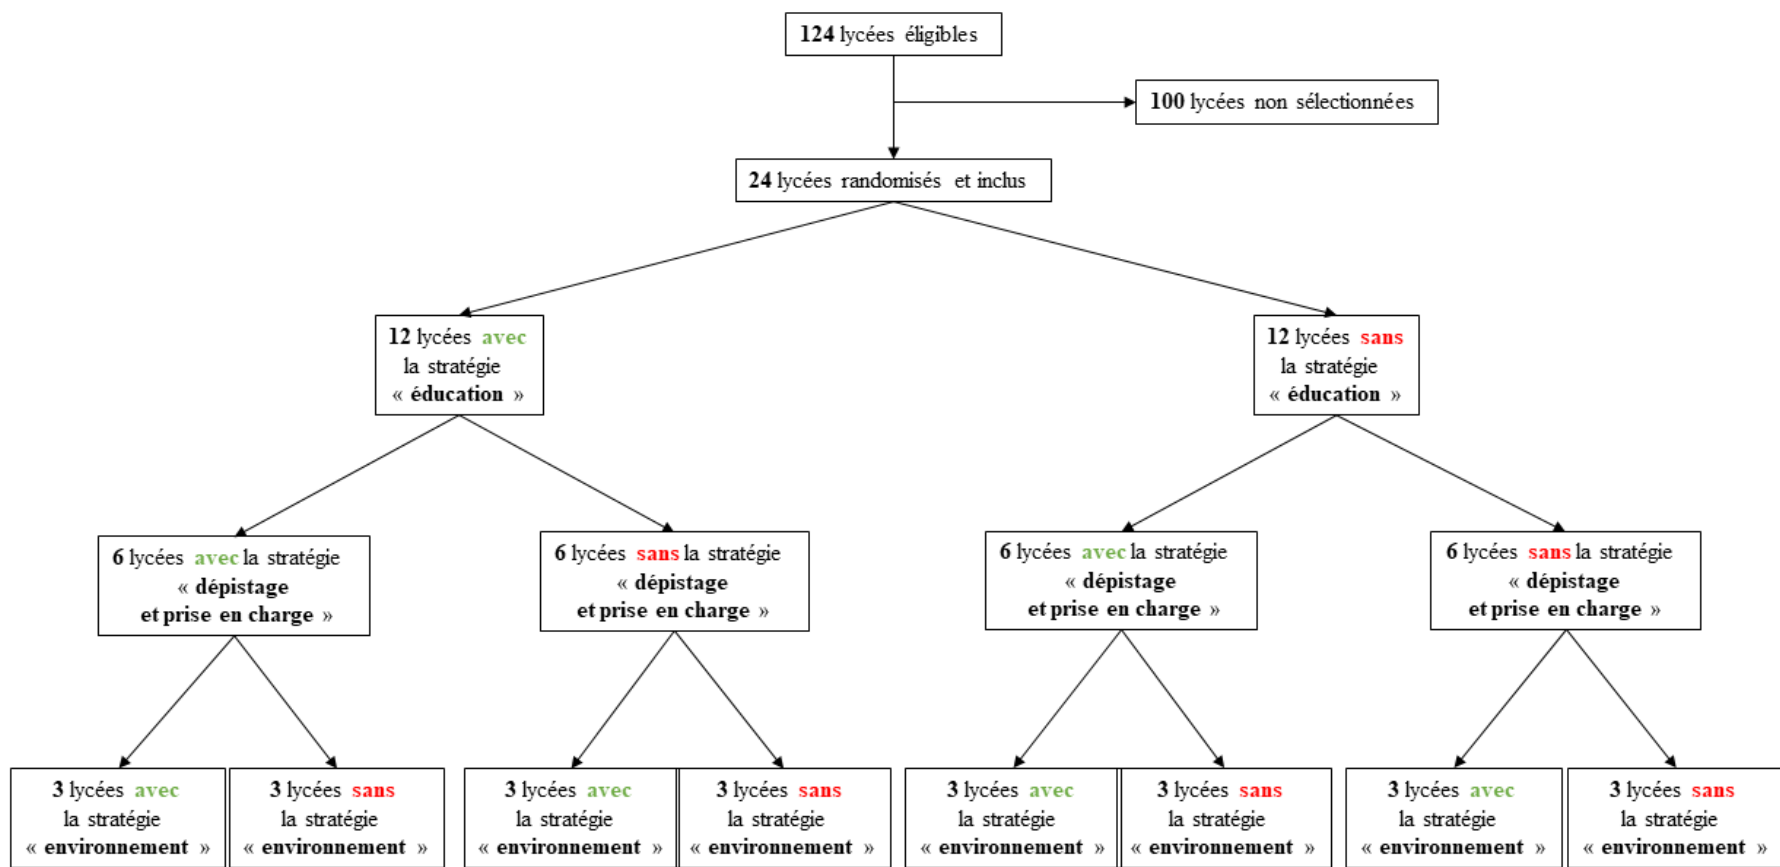 124 lycées éligibles
100 lycées non sélectionnées
24 lycées randomisés et inclus
12 lycées avec
la stratégie
« éducation »
12 lycées sans
la stratégie
« éducation »
6 lycées avec la stratégie
« dépistage
et prise en charge »
6 lycées sans la stratégie
« dépistage
et prise en charge »
6 lycées avec la stratégie
« dépistage
et prise en charge »
6 lycées sans la stratégie
« dépistage
et prise en charge »
3 lycées avec
la stratégie
« environnement »
3 lycées sans
la stratégie
« environnement »
3 lycées avec
la stratégie
« environnement »
3 lycées sans
la stratégie
« environnement »
3 lycées avec
la stratégie
« environnement »
3 lycées sans
la stratégie
« environnement »
3 lycées avec
la stratégie
« environnement »
3 lycées sans
la stratégie
« environnement »